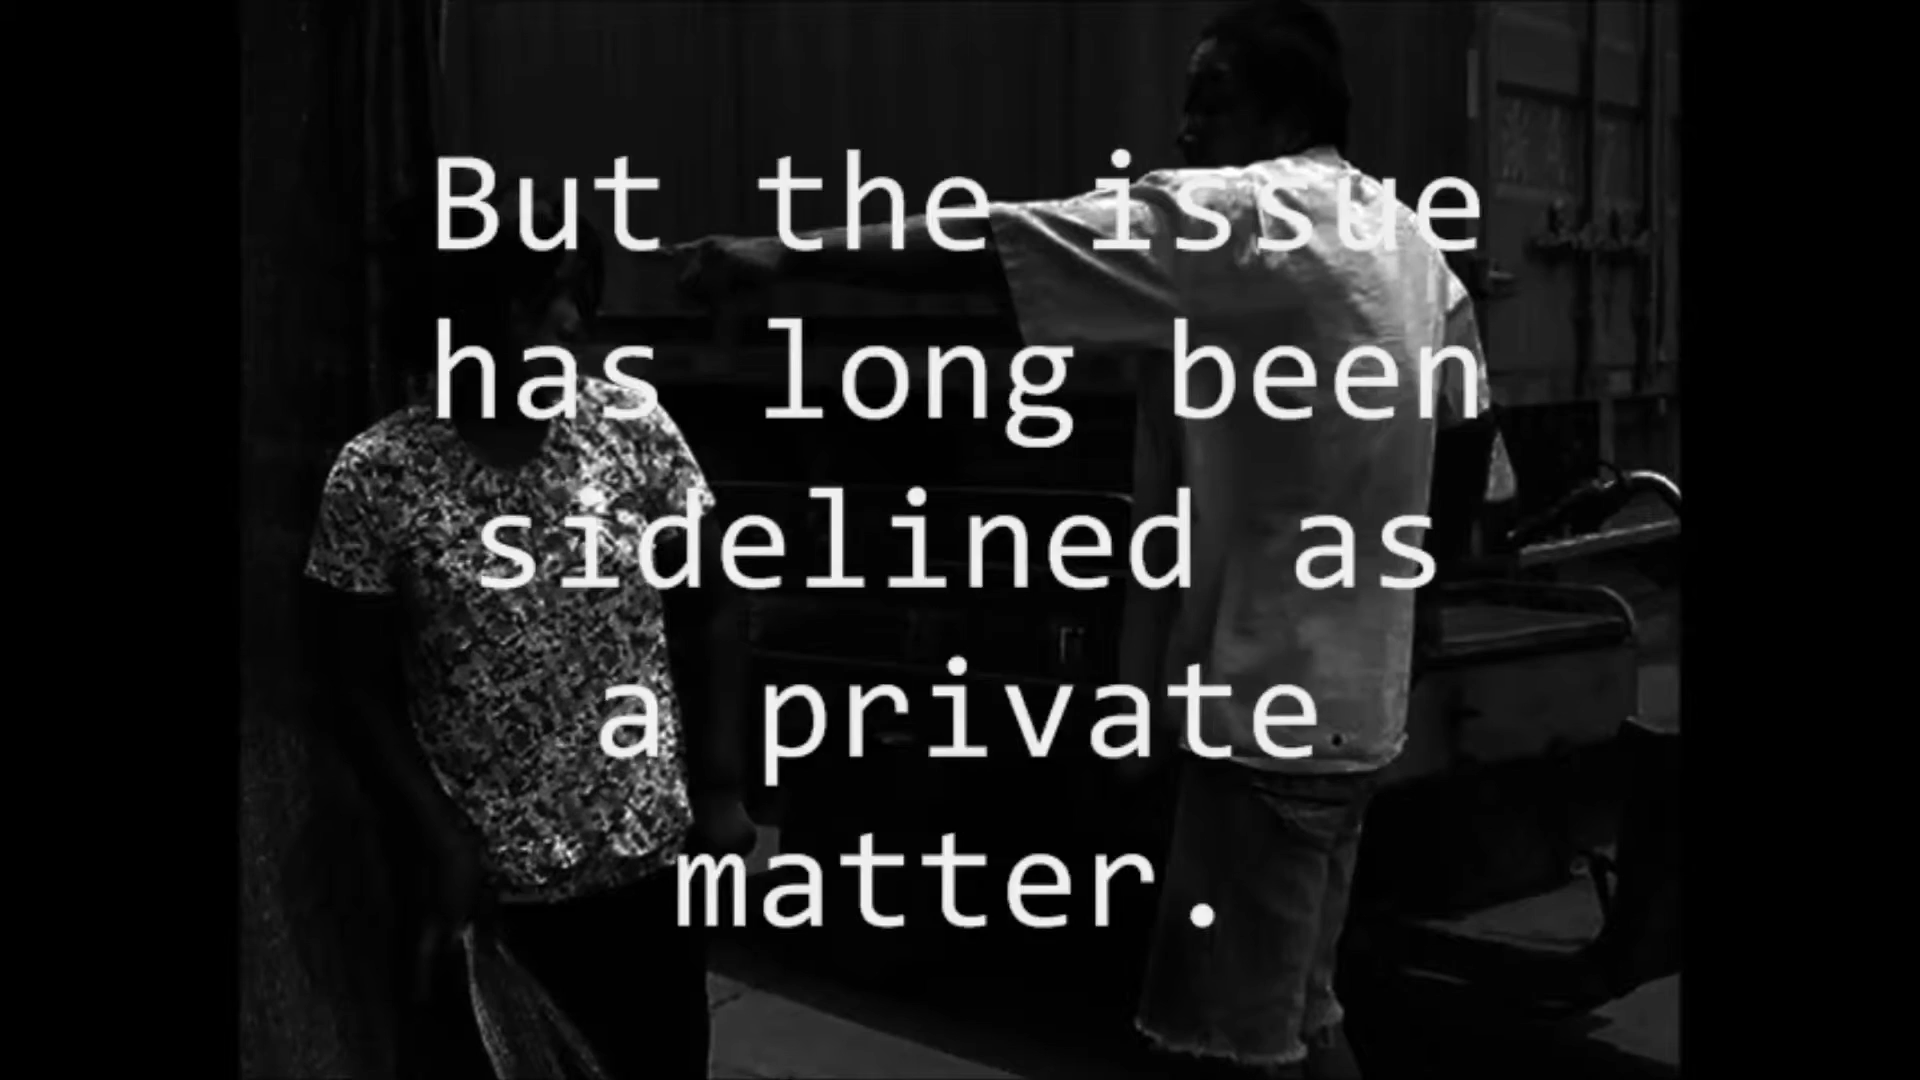 But the issue
has long been
sidelined as
a private
matter.